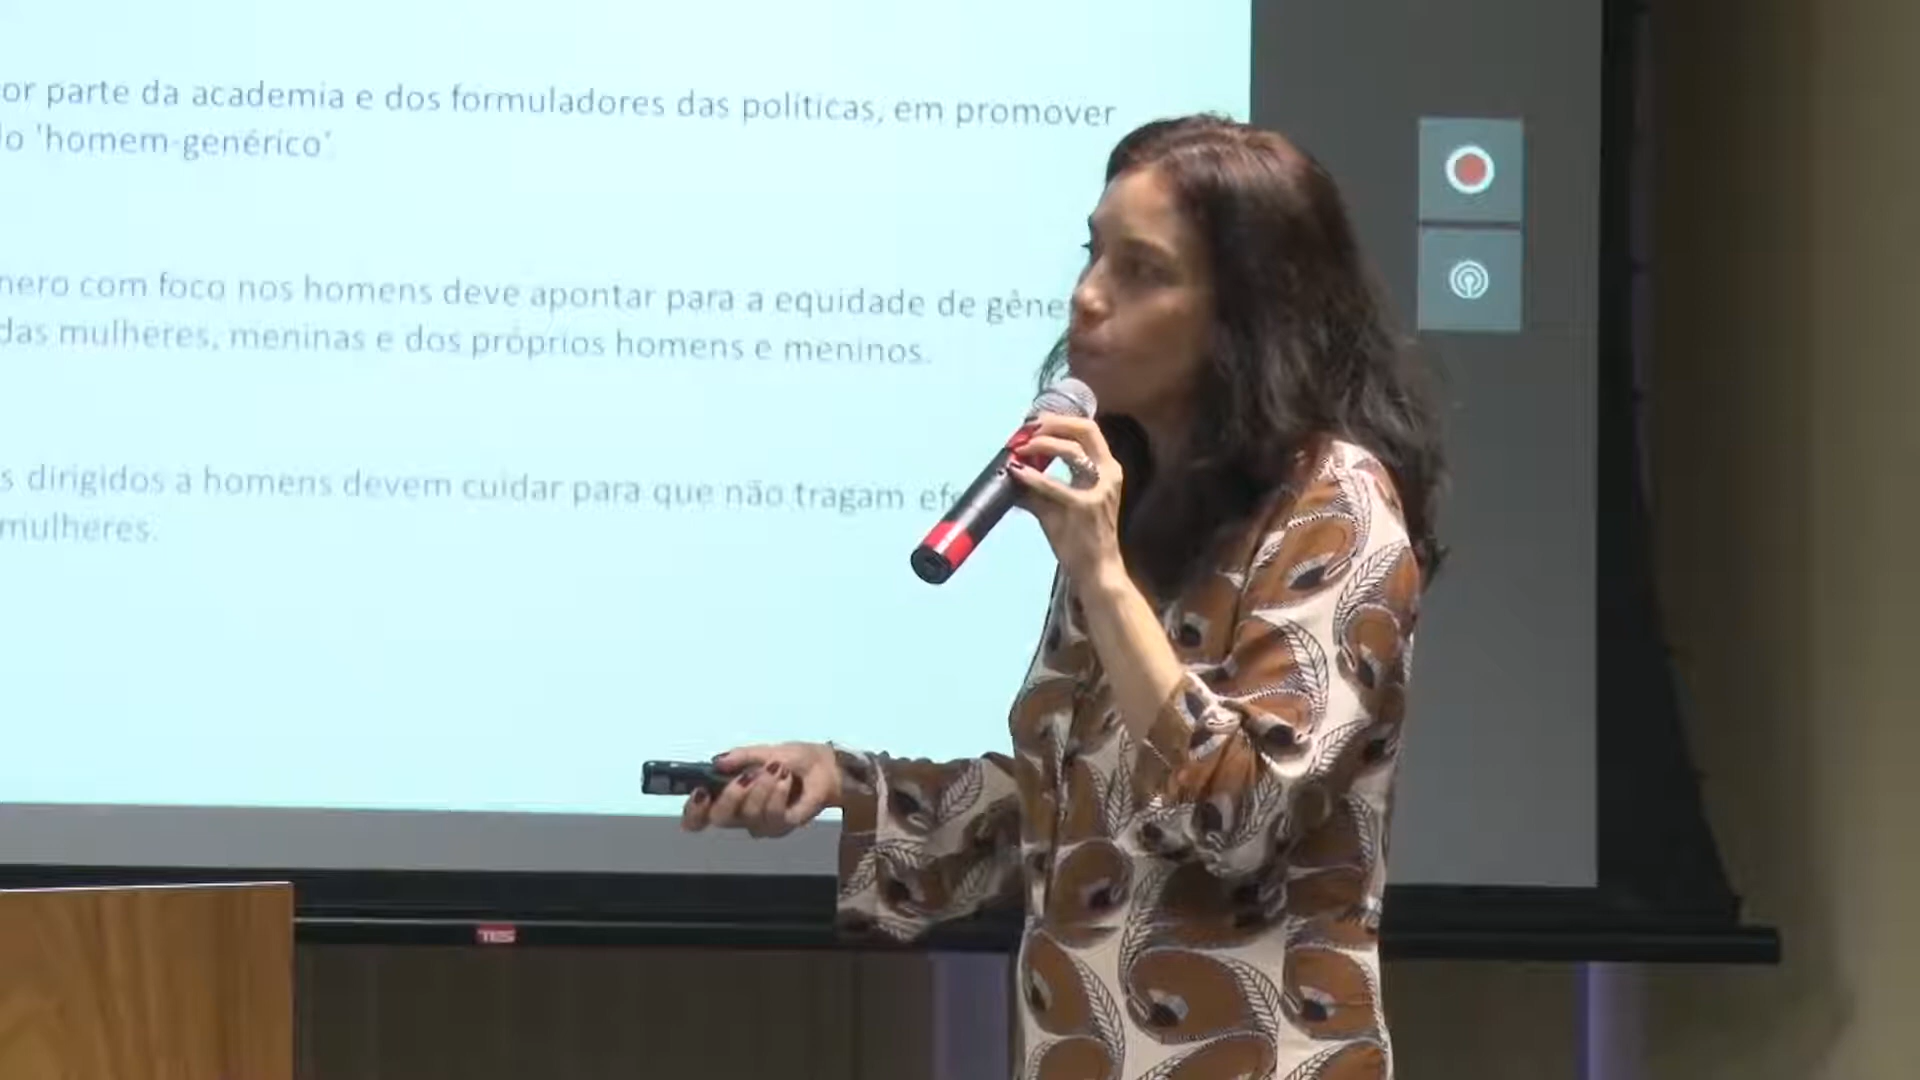 or parte da academia e dos formuladores das políticas, em promover
lo 'homem-genérico'.
nero com foco nos homens deve apontar para a equidade de gêne
das mulheres, meninas e dos próprios homens e meninos.
s dirigidos a homens devem cuidar para que não tragam efe
mulheres.
TES